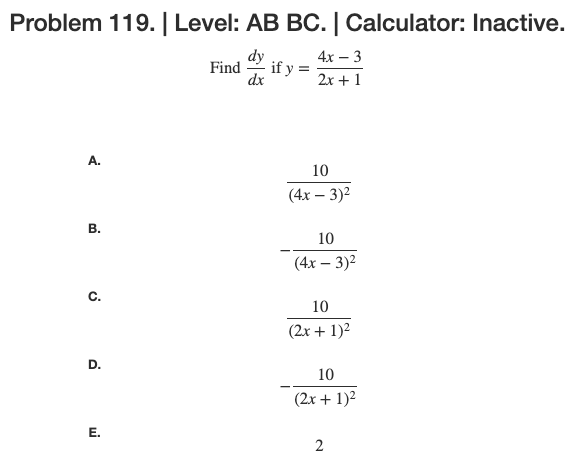 Problem 119. | Level: AB BC. | Calculator: Inactive.
Find dy/dx if y = (4x − 3)/(2x + 1)
A.
10/(4x − 3)²
B.
−10/(4x − 3)²
C.
10/(2x + 1)²
D.
−10/(2x + 1)²
E.
2